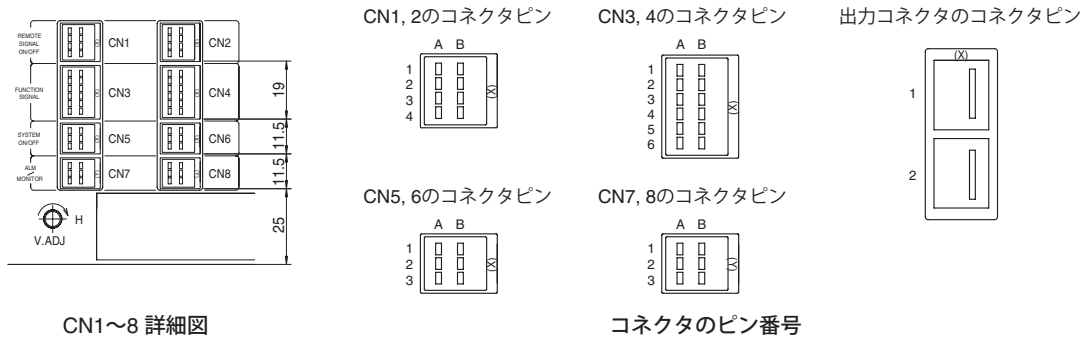 REMOTE
SIGNAL
ON/OFF
CN1
CN2
FUNCTION
SIGNAL
CN3
CN4
SYSTEM
ON/OFF
CN5
CN6
ALM
MONITOR
CN7
CN8
19
11.5
11.5
25
H
V.ADJ
CN1～8 詳細図
CN1, 2のコネクタピン
A B
1
2
3
4
(X)
CN3, 4のコネクタピン
A B
1
2
3
4
5
6
(X)
出力コネクタのコネクタピン
(X)
1
2
CN5, 6のコネクタピン
A B
1
2
3
(X)
CN7, 8のコネクタピン
A B
1
2
3
(Y)
コネクタのピン番号